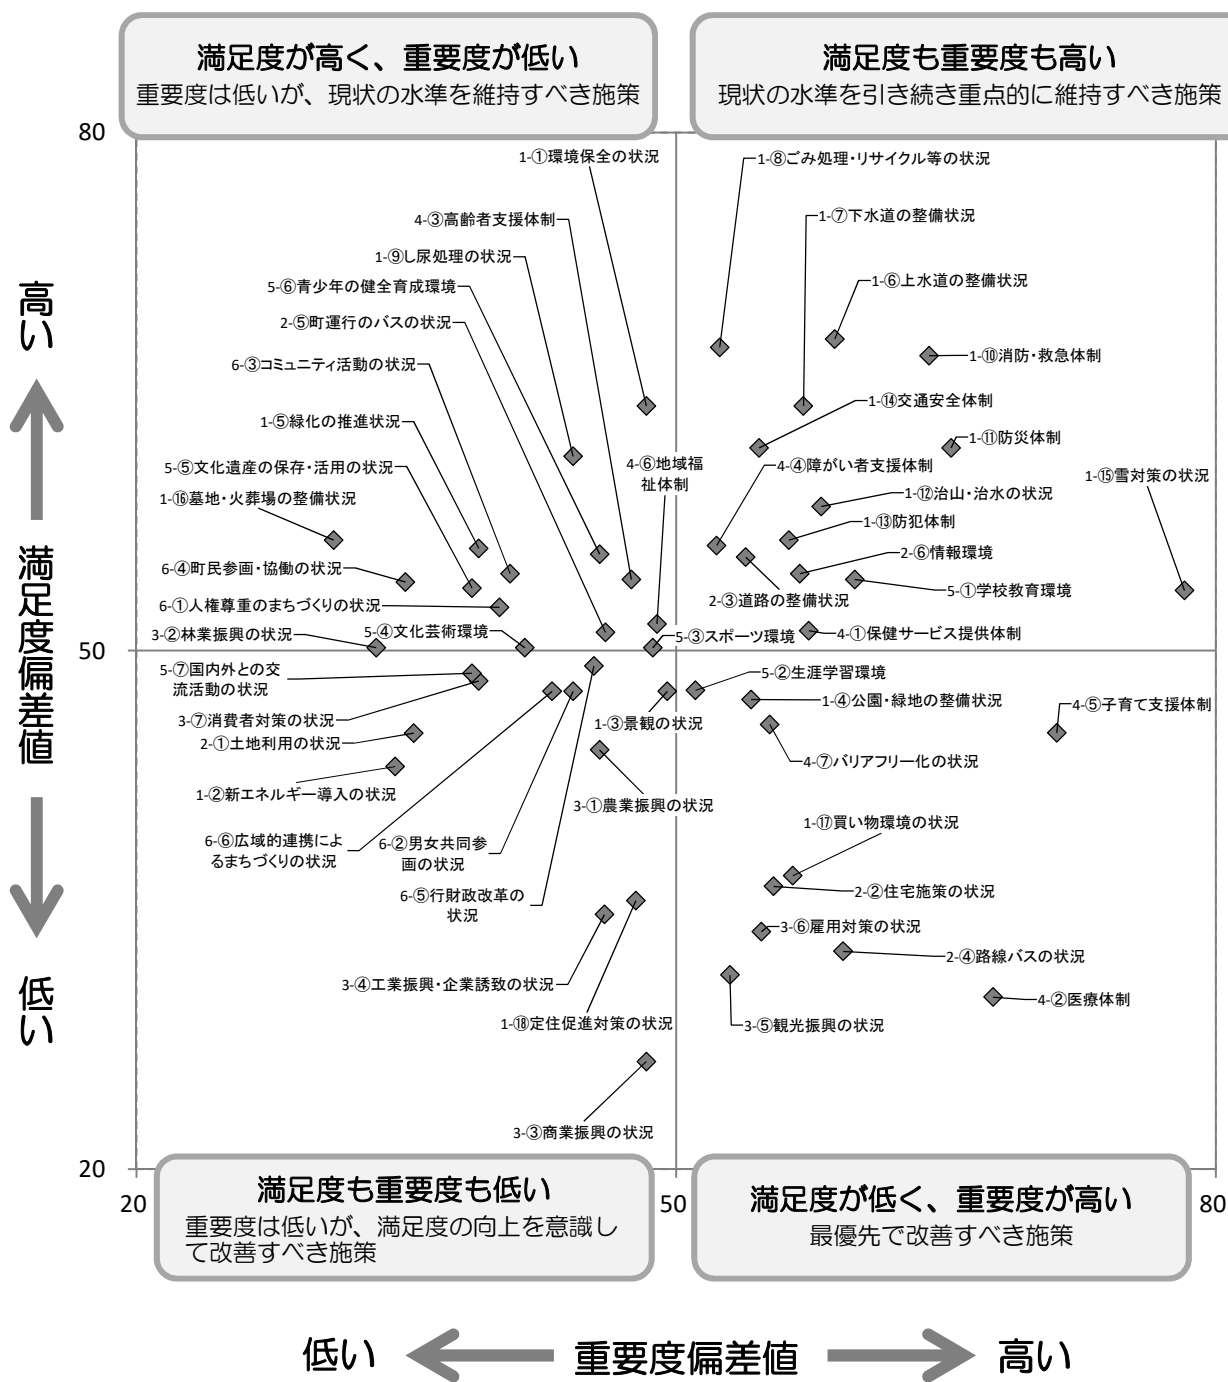 満足度が高く、重要度が低い
重要度は低いが、現状の水準を維持すべき施策
満足度も重要度も高い
現状の水準を引き続き重点的に維持すべき施策
80
1-①環境保全の状況
1-⑧ごみ処理・リサイクル等の状況
4-③高齢者支援体制
1-⑦下水道の整備状況
1-⑨し尿処理の状況
5-⑥青少年の健全育成環境
1-⑥上水道の整備状況
2-⑤町運行のバスの状況
6-③コミュニティ活動の状況
1-⑩消防・救急体制
1-⑭交通安全体制
1-⑤緑化の推進状況
1-⑪防災体制
5-⑤文化遺産の保存・活用の状況
4-⑥地域福
祉体制
4-④障がい者支援体制
1-⑮雪対策の状況
1-⑯墓地・火葬場の整備状況
1-⑫治山・治水の状況
1-⑬防犯体制
2-⑥情報環境
6-④町民参画・協働の状況
5-①学校教育環境
2-③道路の整備状況
6-①人権尊重のまちづくりの状況
3-②林業振興の状況
5-④文化芸術環境
5-③スポーツ環境
4-①保健サービス提供体制
50
5-⑦国内外との交
流活動の状況
5-②生涯学習環境
3-⑦消費者対策の状況
1-③景観の状況
1-④公園・緑地の整備状況
4-⑤子育て支援体制
2-①土地利用の状況
4-⑦バリアフリー化の状況
1-②新エネルギー導入の状況
3-①農業振興の状況
1-⑰買い物環境の状況
6-⑥広域的連携によ
るまちづくりの状況
6-②男女共同参
画の状況
6-⑤行財政改革の
状況
2-②住宅施策の状況
3-⑥雇用対策の状況
2-④路線バスの状況
3-④工業振興・企業誘致の状況
4-②医療体制
1-⑱定住促進対策の状況
3-⑤観光振興の状況
3-③商業振興の状況
20
20
50
80
満足度も重要度も低い
重要度は低いが、満足度の向上を意識し
て改善すべき施策
満足度が低く、重要度が高い
最優先で改善すべき施策
高い
満足度偏差値
低い
低い
重要度偏差値
高い